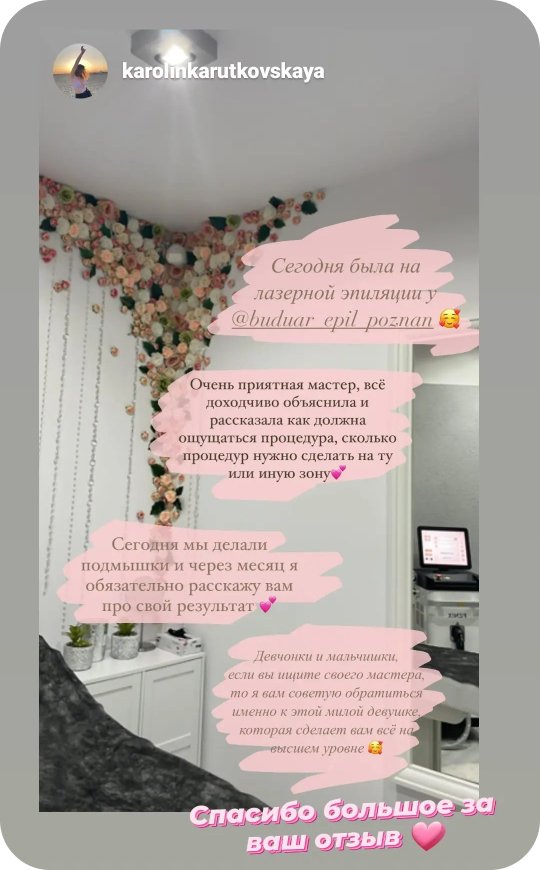 karolinkarutkovskaya
Сегодня была на
лазерной эпиляции у
@buduar_epil_poznan 🥰
Очень приятная мастер, всё
доходчиво объяснила и
рассказала как должна
ощущаться процедура, сколько
процедур нужно сделать на ту
или иную зону💕
Сегодня мы делали
подмышки и через месяц я
обязательно расскажу вам
про свой результат 💕
FENIX
Девчонки и мальчишки,
если вы ищите своего мастера,
то я вам советую обратиться
именно к этой милой девушке,
которая сделает вам всё на
высшем уровне 🥰
Спасибо большое за
ваш отзыв